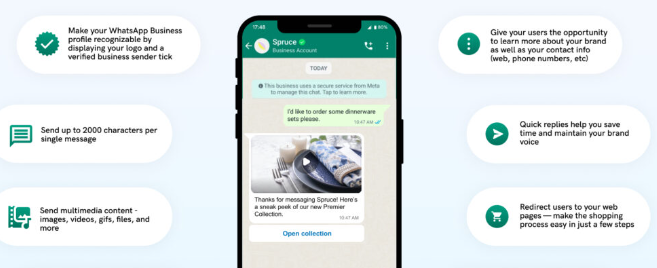 Make your WhatsApp Business
profile recognizable by
displaying your logo and a
verified business sender tick
Send up to 2000 characters per
single message
Send multimedia content -
images, videos, gifs, files, and
more
17:48
80%
Spruce
Business Account
TODAY
This business uses a secure service from Meta
to manage this chat. Tap to learn more.
I'd like to order some dinnerware
sets please.
10:47 AM
Thanks for messaging Spruce! Here's
a sneak peek of our new Premier
Collection.
10:47 AM
Open collection
Give your users the opportunity
to learn more about your brand
as well as your contact info
(web, phone numbers, etc)
Quick replies help you save
time and maintain your brand
voice
Redirect users to your web
pages — make the shopping
process easy in just a few steps